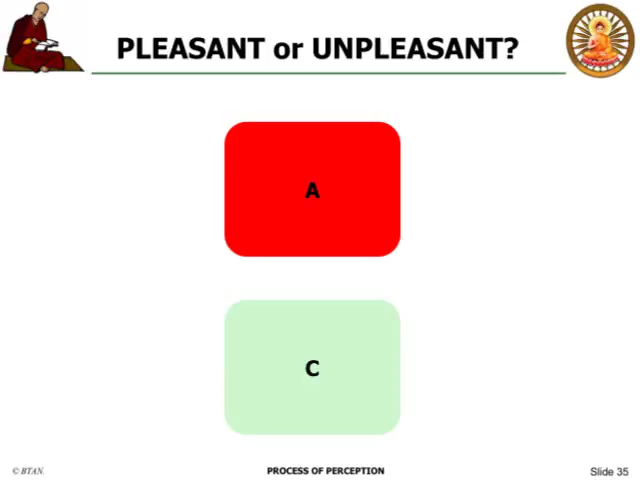 PLEASANT or UNPLEASANT?
A
C
© BTAN.
PROCESS OF PERCEPTION
Slide 35